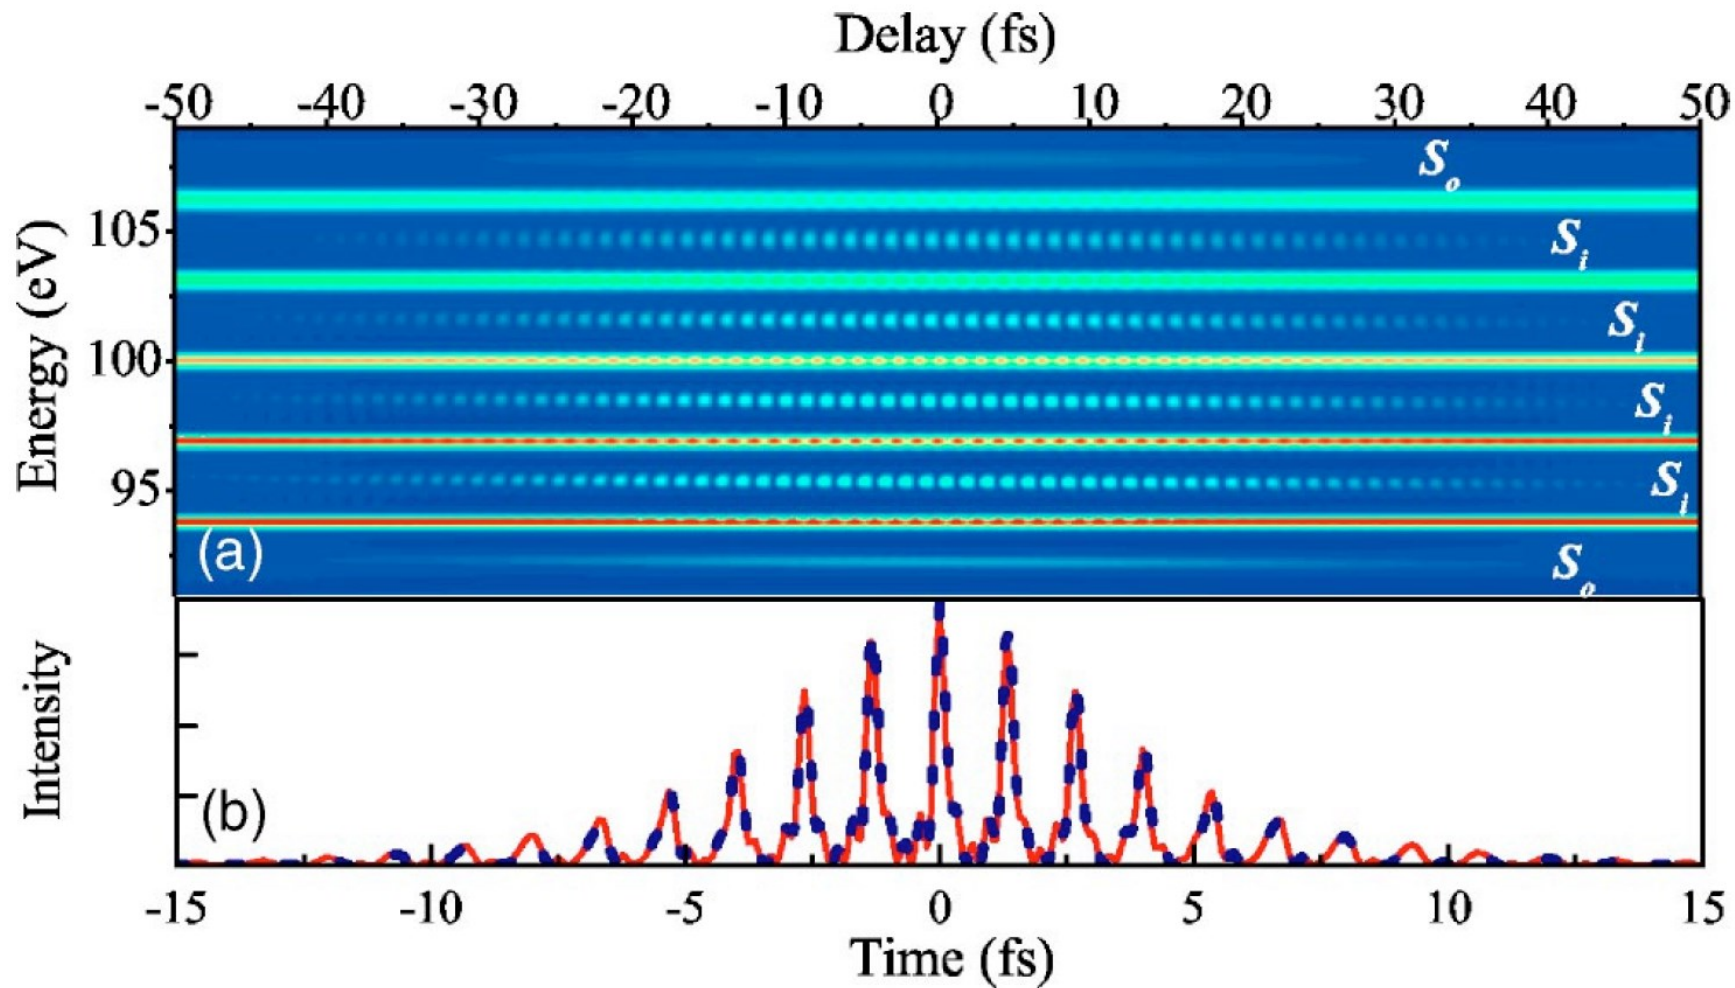 Delay (fs)
-50 -40 -30 -20 -10 0 10 20 30 40 50
So
105
Si
Si
100
Si
95
Si
(a)
So
Energy (eV)
Intensity
(b)
-15 -10 -5 0 5 10 15
Time (fs)